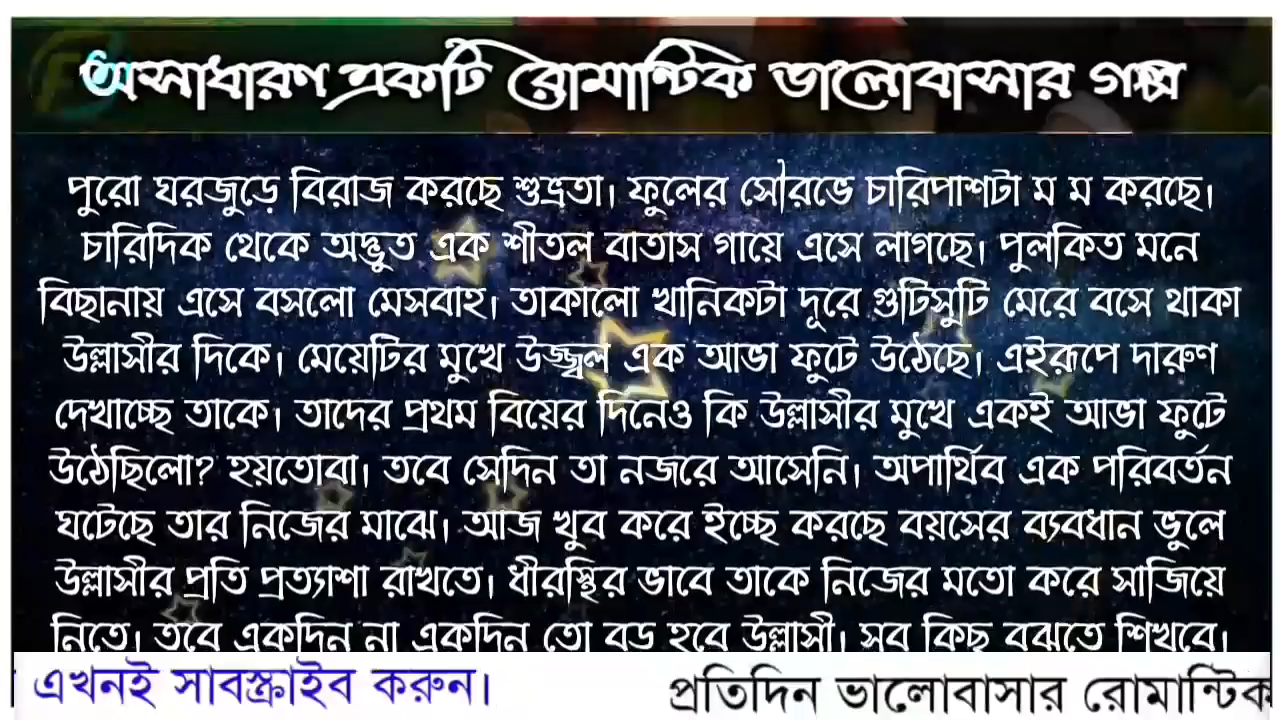 অসাধারণ একটি রোমান্টিক ভালোবাসার গল্প
পুরো ঘরজুড়ে বিরাজ করছে শুভ্রতা। ফুলের সৌরভে চারিপাশটা ম ম করছে।
চারিদিক থেকে অদ্ভুত এক শীতল বাতাস গায়ে এসে লাগছে। পুলকিত মনে
বিছানায় এসে বসলো মেসবাহ। তাকালো খানিকটা দূরে গুটিসুটি মেরে বসে থাকা
উল্লাসীর দিকে। মেয়েটির মুখে উজ্জ্বল এক আভা ফুটে উঠেছে। এইরূপে দারুণ
দেখাচ্ছে তাকে। তাদের প্রথম বিয়ের দিনেও কি উল্লাসীর মুখে একই আভা ফুটে
উঠেছিলো? হয়তোবা। তবে সেদিন তা নজরে আসেনি। অপার্থিব এক পরিবর্তন
ঘটেছে তার নিজের মাঝে। আজ খুব করে ইচ্ছে করছে বয়সের ব্যবধান ভুলে
উল্লাসীর প্রতি প্রত্যাশা রাখতে। ধীরস্থির ভাবে তাকে নিজের মতো করে সাজিয়ে
নিতে। তবে একদিন না একদিন তো বড় হবে উল্লাসী। সব কিছু বুঝতে শিখবে।
এখনই সাবস্ক্রাইব করুন। প্রতিদিন ভালোবাসার রোমান্টিক